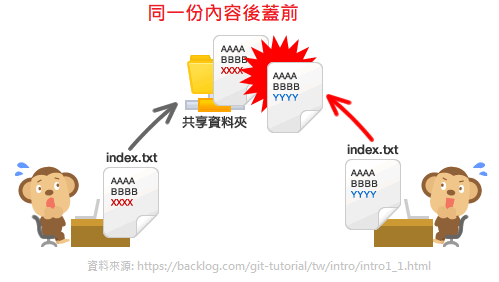 同一份內容後蓋前
AAAA
BBBB
XXXX
AAAA
BBBB
YYYY
共享資料夾
index.txt
AAAA
BBBB
XXXX
index.txt
AAAA
BBBB
YYYY
資料來源: https://backlog.com/git-tutorial/tw/intro/intro1_1.html